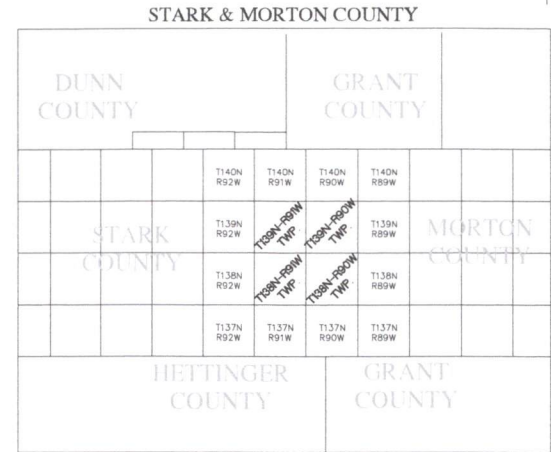 STARK & MORTON COUNTY
DUNN
COUNTY
GRANT
COUNTY
T140N
R92W
T140N
R91W
T140N
R90W
T140N
R89W
T139N
R92W
T139N-R91W
TWP
T139N-R90W
TWP
T139N
R89W
STARK
COUNTY
MORTON
COUNTY
T138N
R92W
T138N-R91W
TWP
T138N-R90W
TWP
T138N
R89W
T137N
R92W
T137N
R91W
T137N
R90W
T137N
R89W
HETTINGER
COUNTY
GRANT
COUNTY